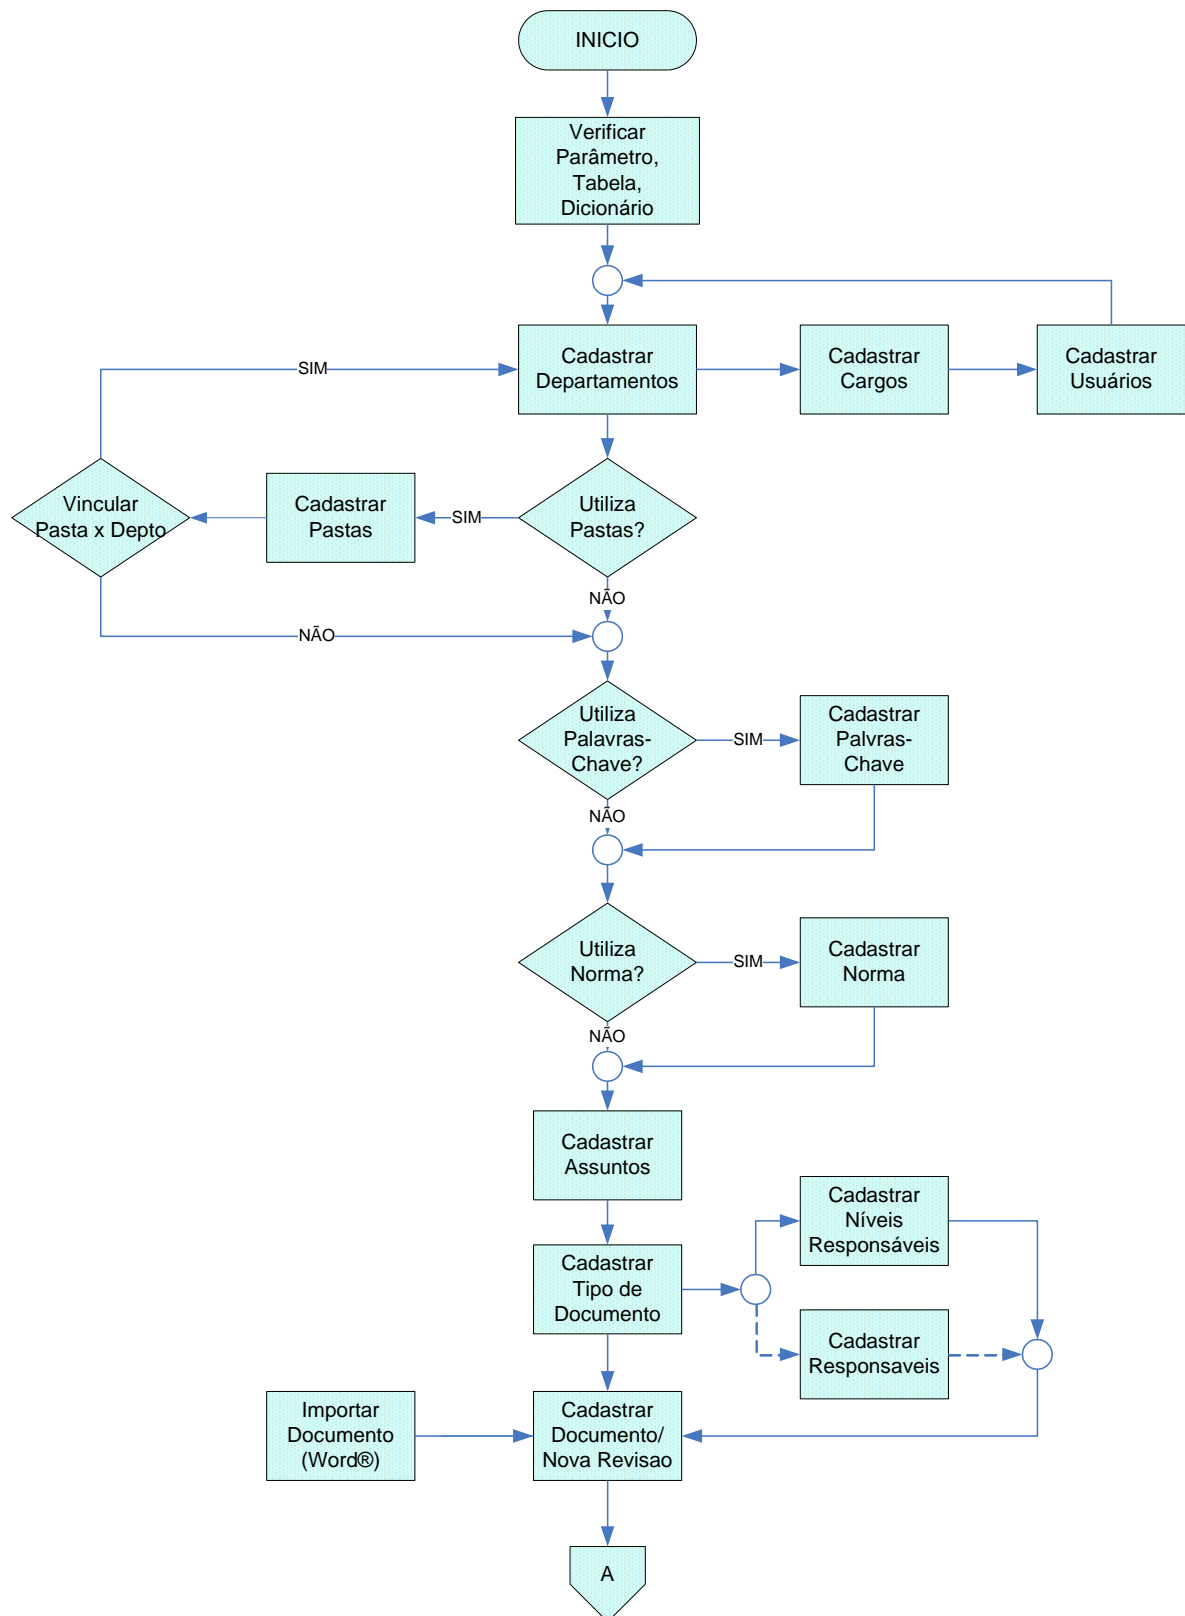 INICIO
Verificar
Parâmetro,
Tabela,
Dicionário
SIM
Cadastrar
Departamentos
Cadastrar
Cargos
Cadastrar
Usuários
Vincular
Pasta x Depto
Cadastrar
Pastas
SIM
Utiliza
Pastas?
NÃO
NÃO
Utiliza
Palavras-
Chave?
SIM
Cadastrar
Palvras-
Chave
NÃO
Utiliza
Norma?
SIM
Cadastrar
Norma
NÃO
Cadastrar
Assuntos
Cadastrar
Níveis
Responsáveis
Cadastrar
Tipo de
Documento
Cadastrar
Responsaveis
Importar
Documento
(Word®)
Cadastrar
Documento/
Nova Revisao
A